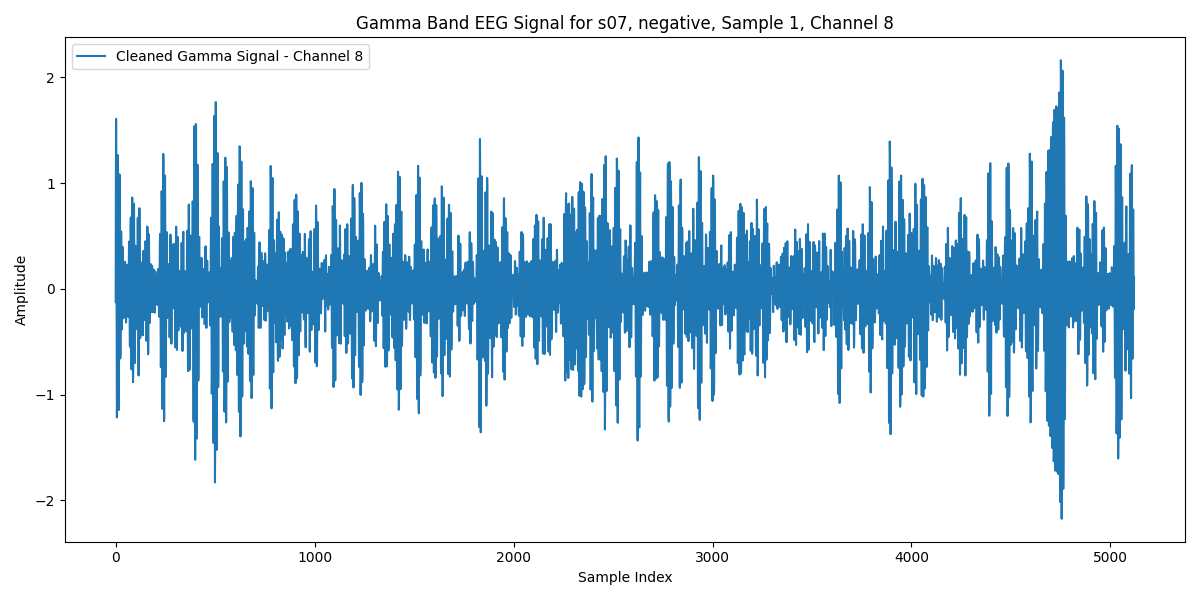 Gamma Band EEG Signal for s07, negative, Sample 1, Channel 8
Cleaned Gamma Signal - Channel 8
2
1
0
−1
−2
Amplitude
0 1000 2000 3000 4000 5000
Sample Index